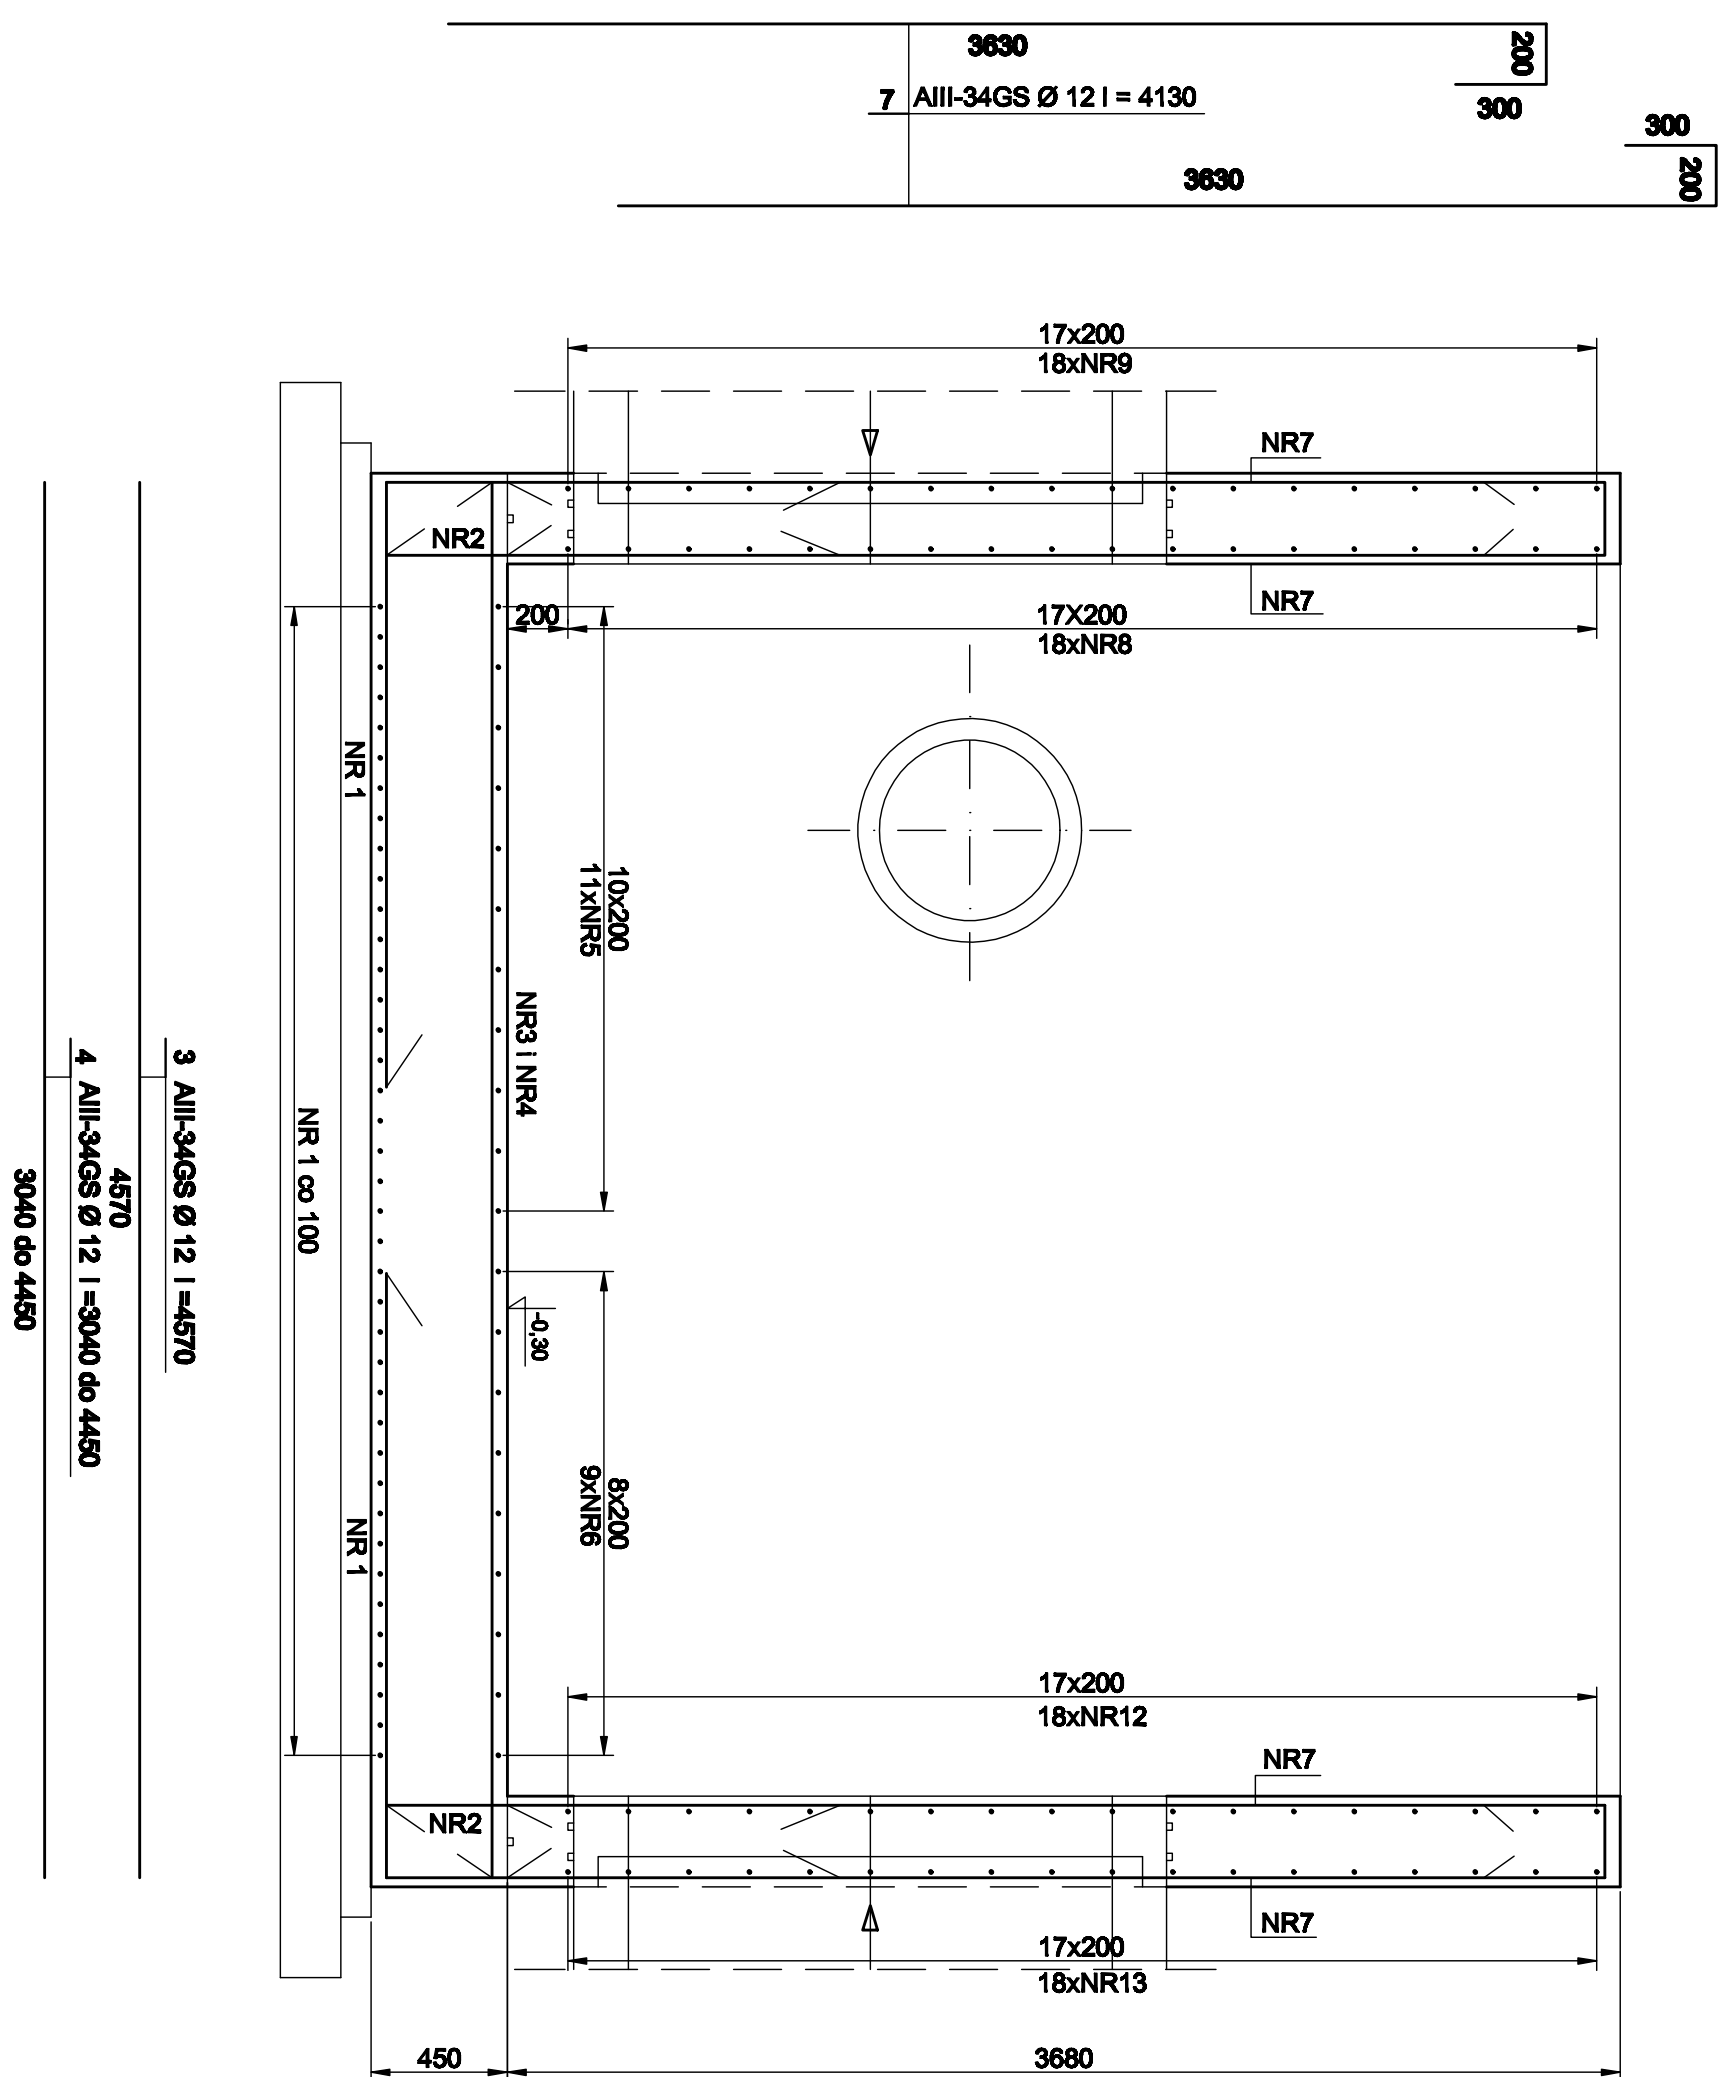 3630
200
7 AIII-34GS Ø 12 l = 4130
300
300
3630
200
17x200
18xNR9
NR7
NR2
NR7
200
17X200
18xNR8
NR 1
10x200
11xNR5
NR3 i NR4
NR 1 co 100
-0,30
8x200
9xNR6
NR 1
3 AIII-34GS Ø 12 l =4570
4570
4 AIII-34GS Ø 12 l =3040 do 4450
3040 do 4450
17x200
18xNR12
NR7
NR2
NR7
17x200
18xNR13
450
3680